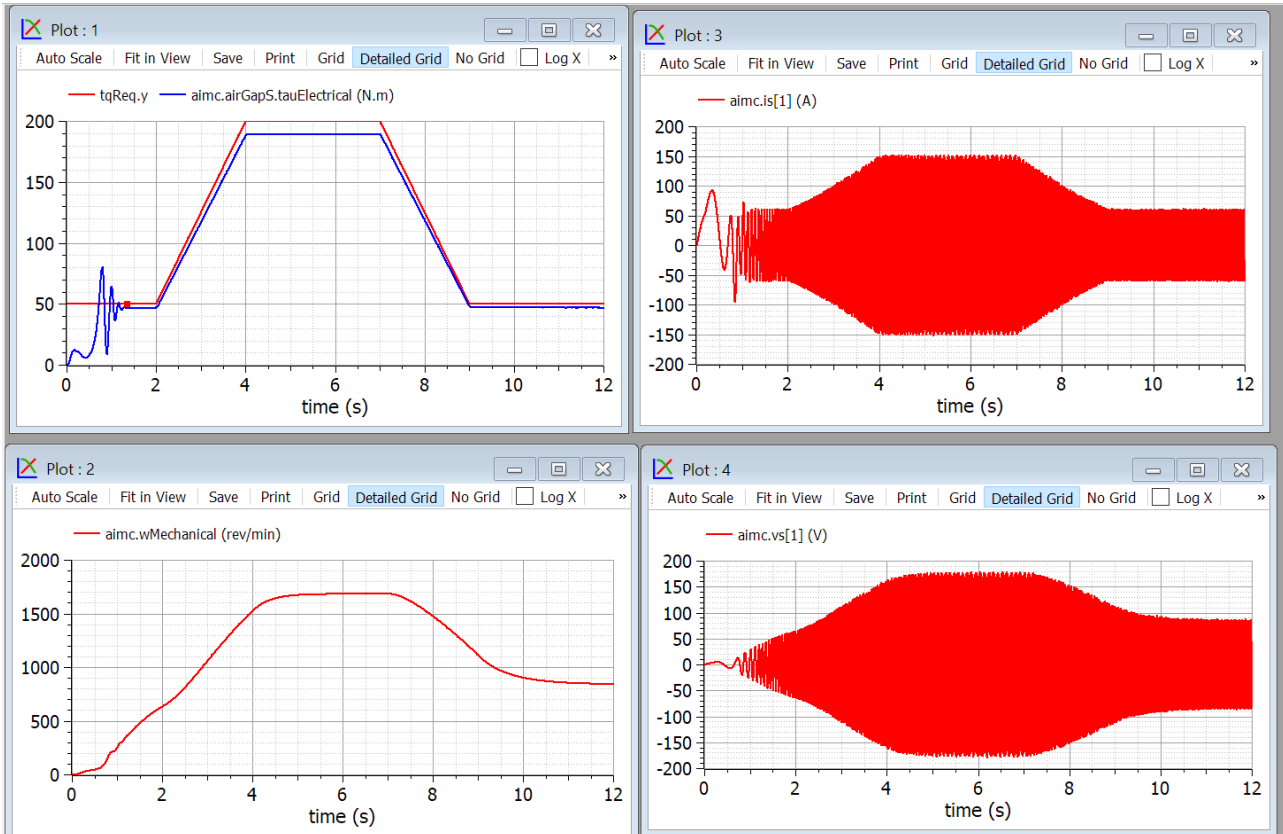 Plot : 1
Auto Scale Fit in View Save Print Grid Detailed Grid No Grid Log X »
tqReq.y aimc.airGapS.tauElectrical (N.m)
200
150
100
50
0
0 2 4 6 8 10 12
time (s)
Plot : 3
Auto Scale Fit in View Save Print Grid Detailed Grid No Grid Log X »
aimc.is[1] (A)
200
150
100
50
0
-50
-100
-150
-200
0 2 4 6 8 10 12
time (s)
Plot : 2
Auto Scale Fit in View Save Print Grid Detailed Grid No Grid Log X »
aimc.wMechanical (rev/min)
2000
1500
1000
500
0
0 2 4 6 8 10 12
time (s)
Plot : 4
Auto Scale Fit in View Save Print Grid Detailed Grid No Grid Log X »
aimc.vs[1] (V)
200
150
100
50
0
-50
-100
-150
-200
0 2 4 6 8 10 12
time (s)